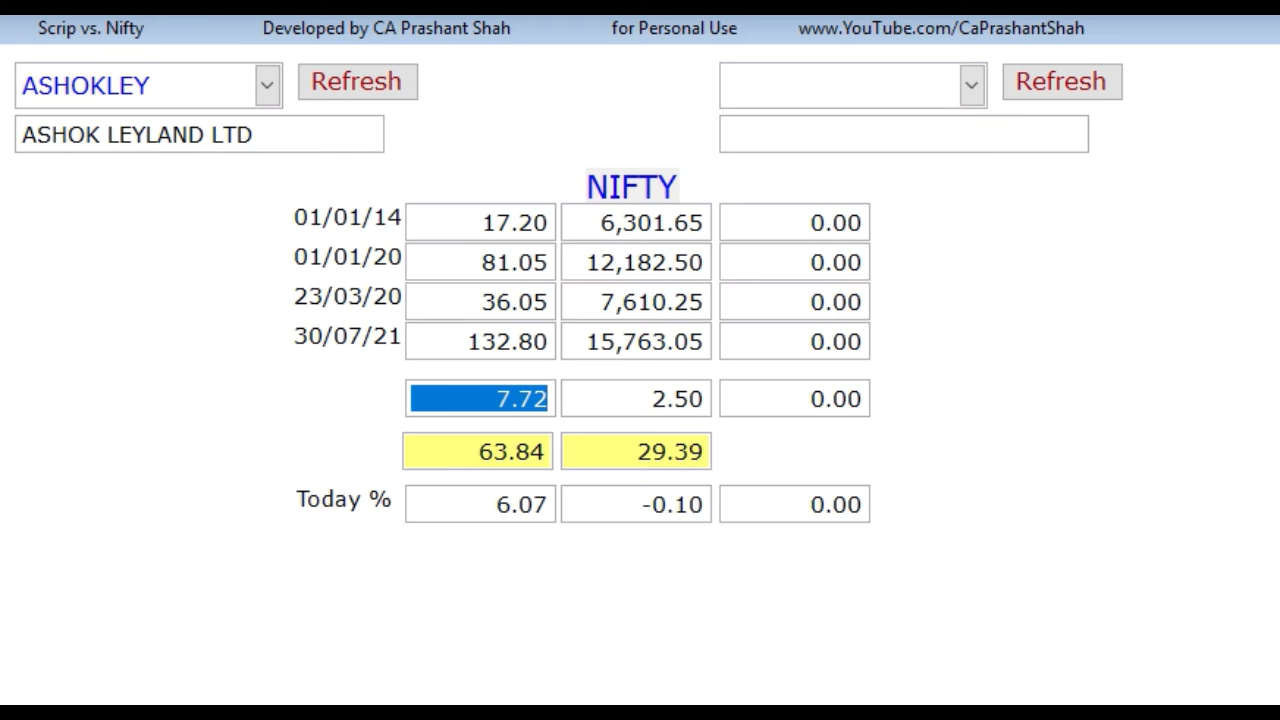 Scrip vs. Nifty Developed by CA Prashant Shah for Personal Use www.YouTube.com/CaPrashantShah
ASHOKLEY Refresh Refresh
ASHOK LEYLAND LTD
NIFTY
01/01/14 17.20 6,301.65 0.00
01/01/20 81.05 12,182.50 0.00
23/03/20 36.05 7,610.25 0.00
30/07/21 132.80 15,763.05 0.00
7.72 2.50 0.00
63.84 29.39
Today % 6.07 -0.10 0.00